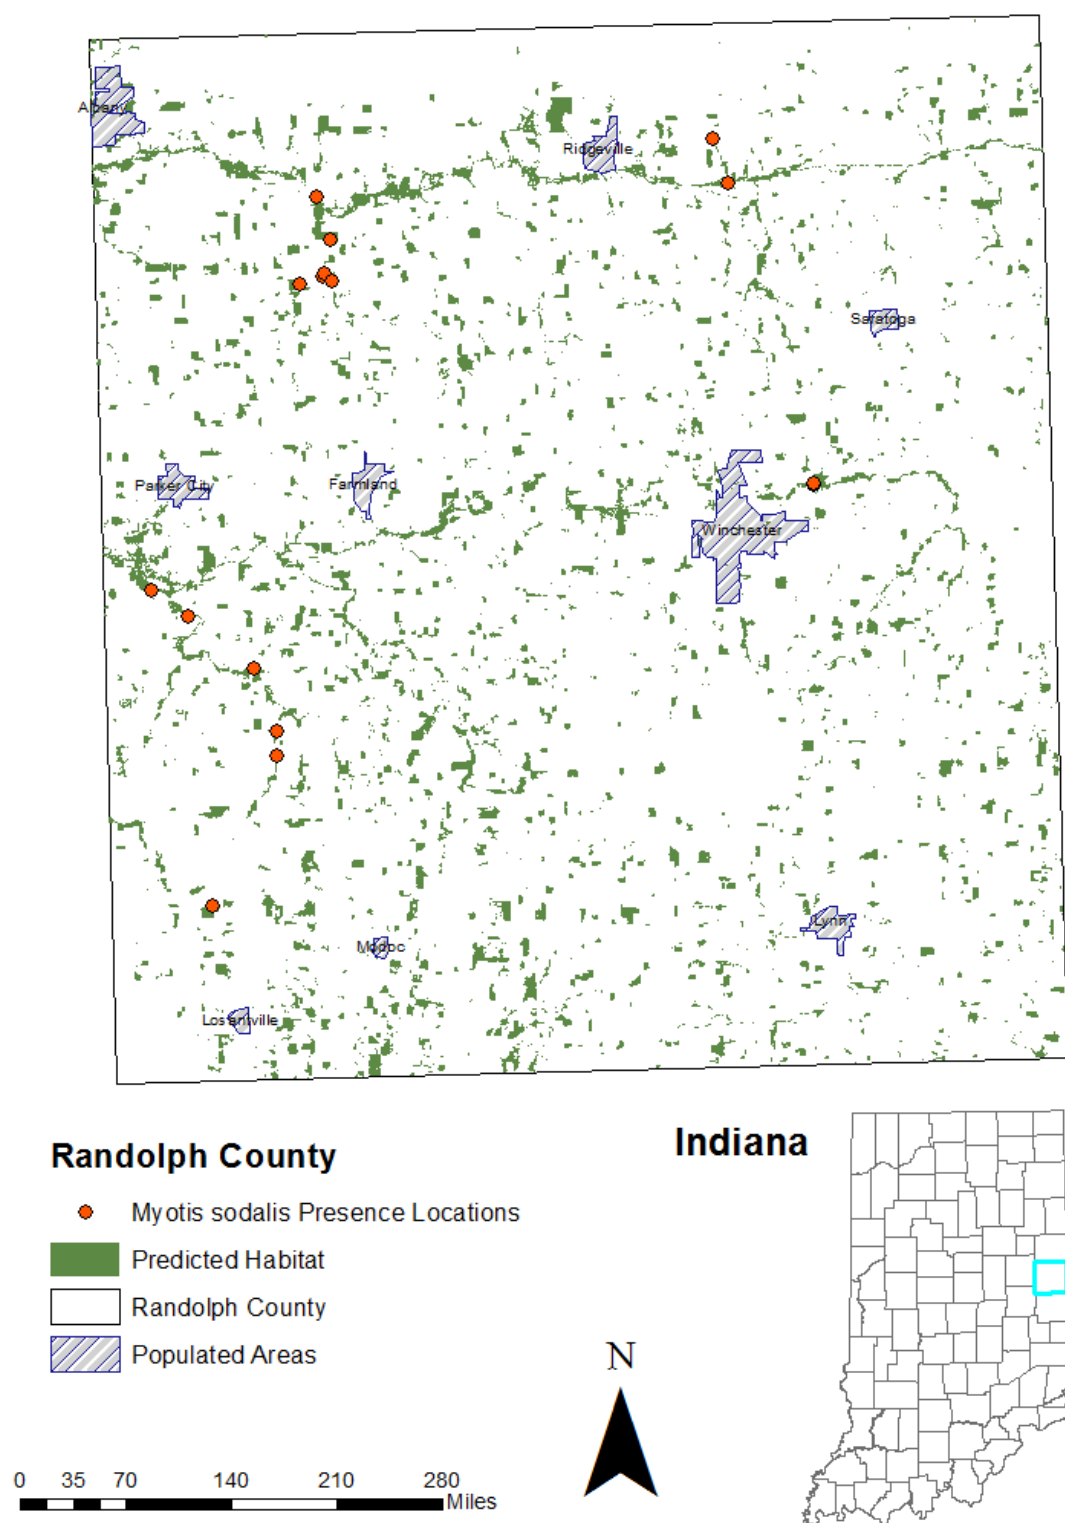 Albany
Ridgeville
Saratoga
Parker City
Farmland
Winchester
Lynn
Modoc
Losantville
Randolph County
Indiana
Myotis sodalis Presence Locations
Predicted Habitat
Randolph County
Populated Areas
N
0 35 70 140 210 280
Miles